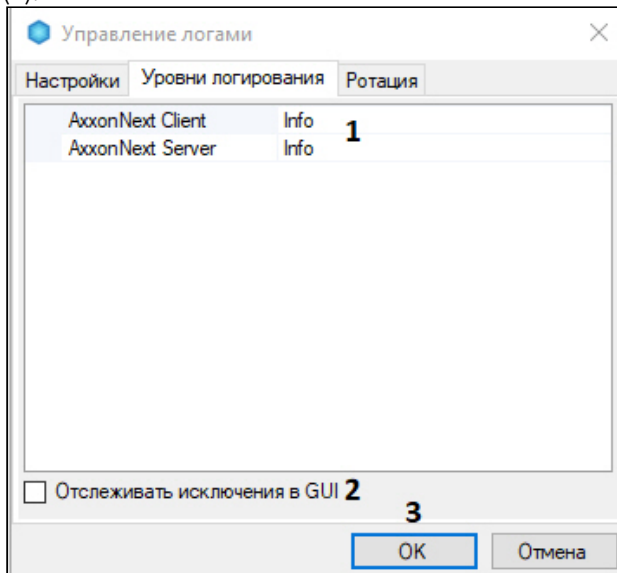 Управление логами
Настройки Уровни логирования Ротация
AxxonNext Client Info 1
AxxonNext Server Info
Отслеживать исключения в GUI 2
3
OK Отмена